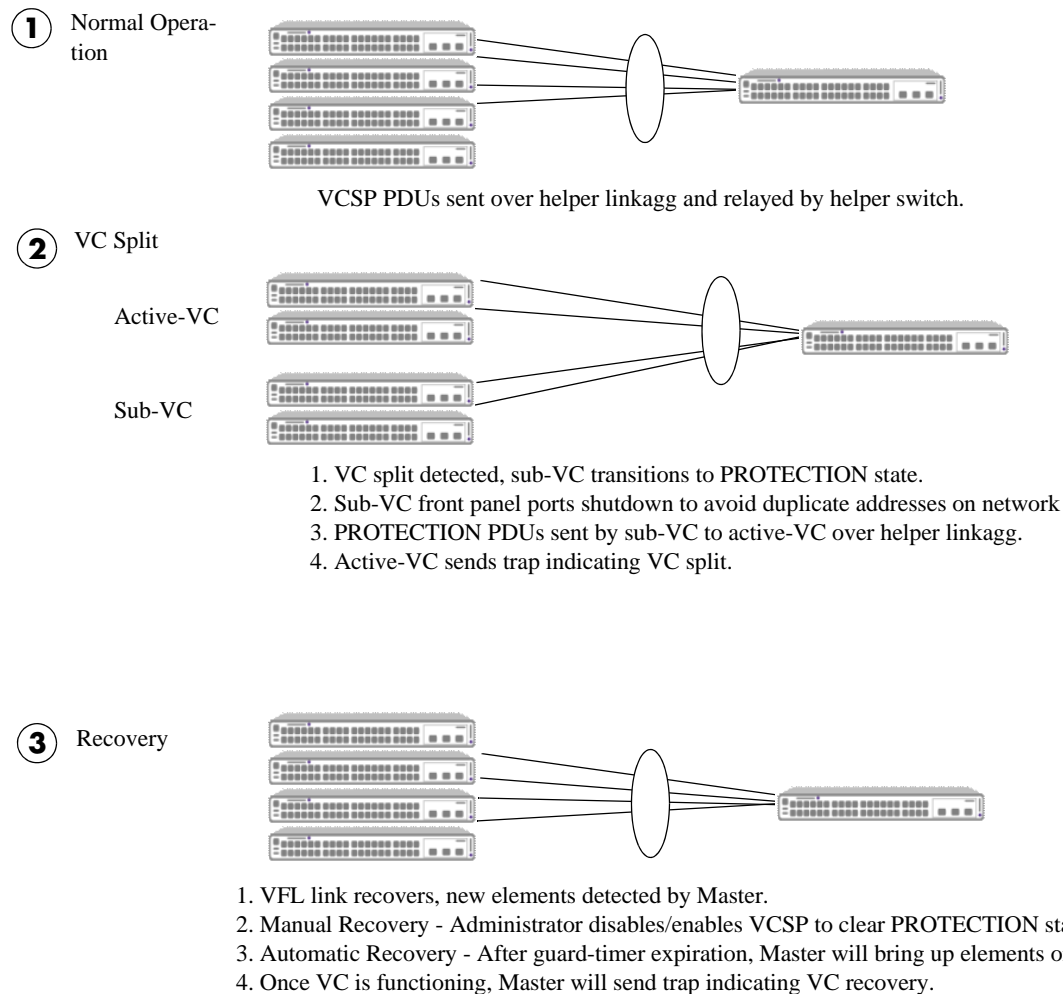 1
Normal Opera-
tion
VCSP PDUs sent over helper linkagg and relayed by helper switch.
2
VC Split
Active-VC
Sub-VC
1. VC split detected, sub-VC transitions to PROTECTION state.
2. Sub-VC front panel ports shutdown to avoid duplicate addresses on network
3. PROTECTION PDUs sent by sub-VC to active-VC over helper linkagg.
4. Active-VC sends trap indicating VC split.
3
Recovery
1. VFL link recovers, new elements detected by Master.
2. Manual Recovery - Administrator disables/enables VCSP to clear PROTECTION sta
3. Automatic Recovery - After guard-timer expiration, Master will bring up elements o
4. Once VC is functioning, Master will send trap indicating VC recovery.